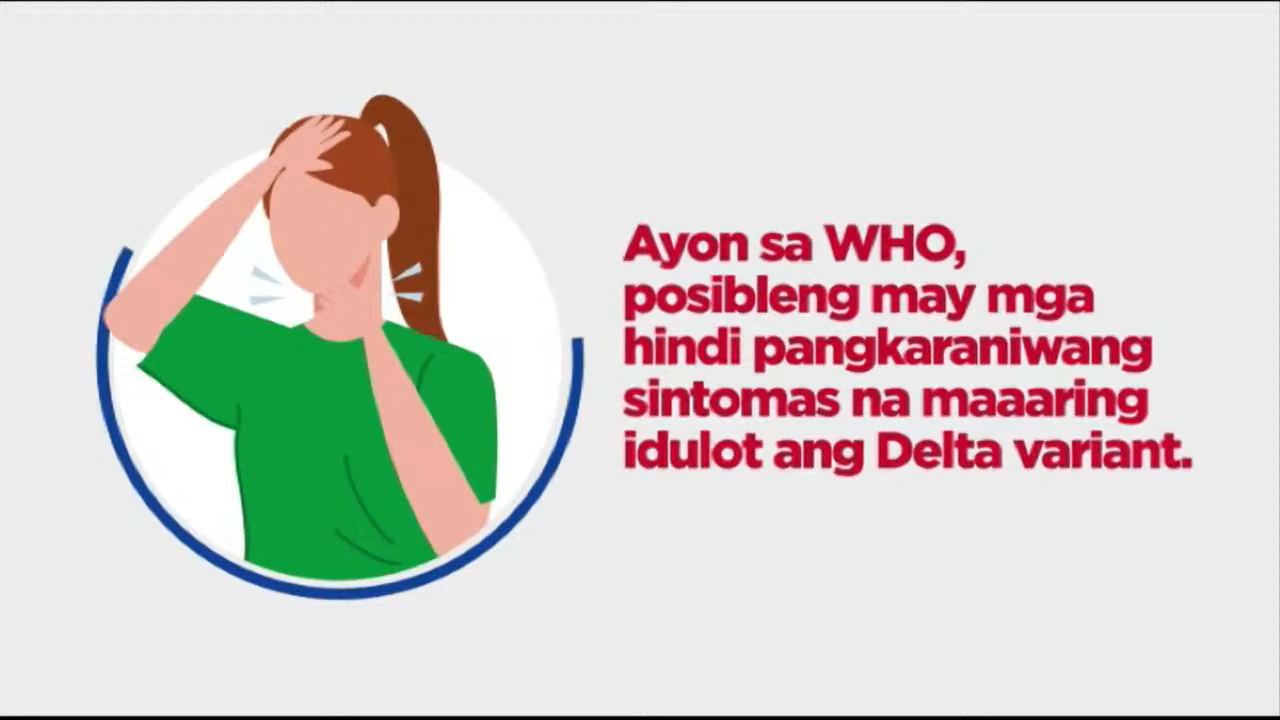 Ayon sa WHO,
posibleng may mga
hindi pangkaraniwang
sintomas na maaaring
idulot ang Delta variant.